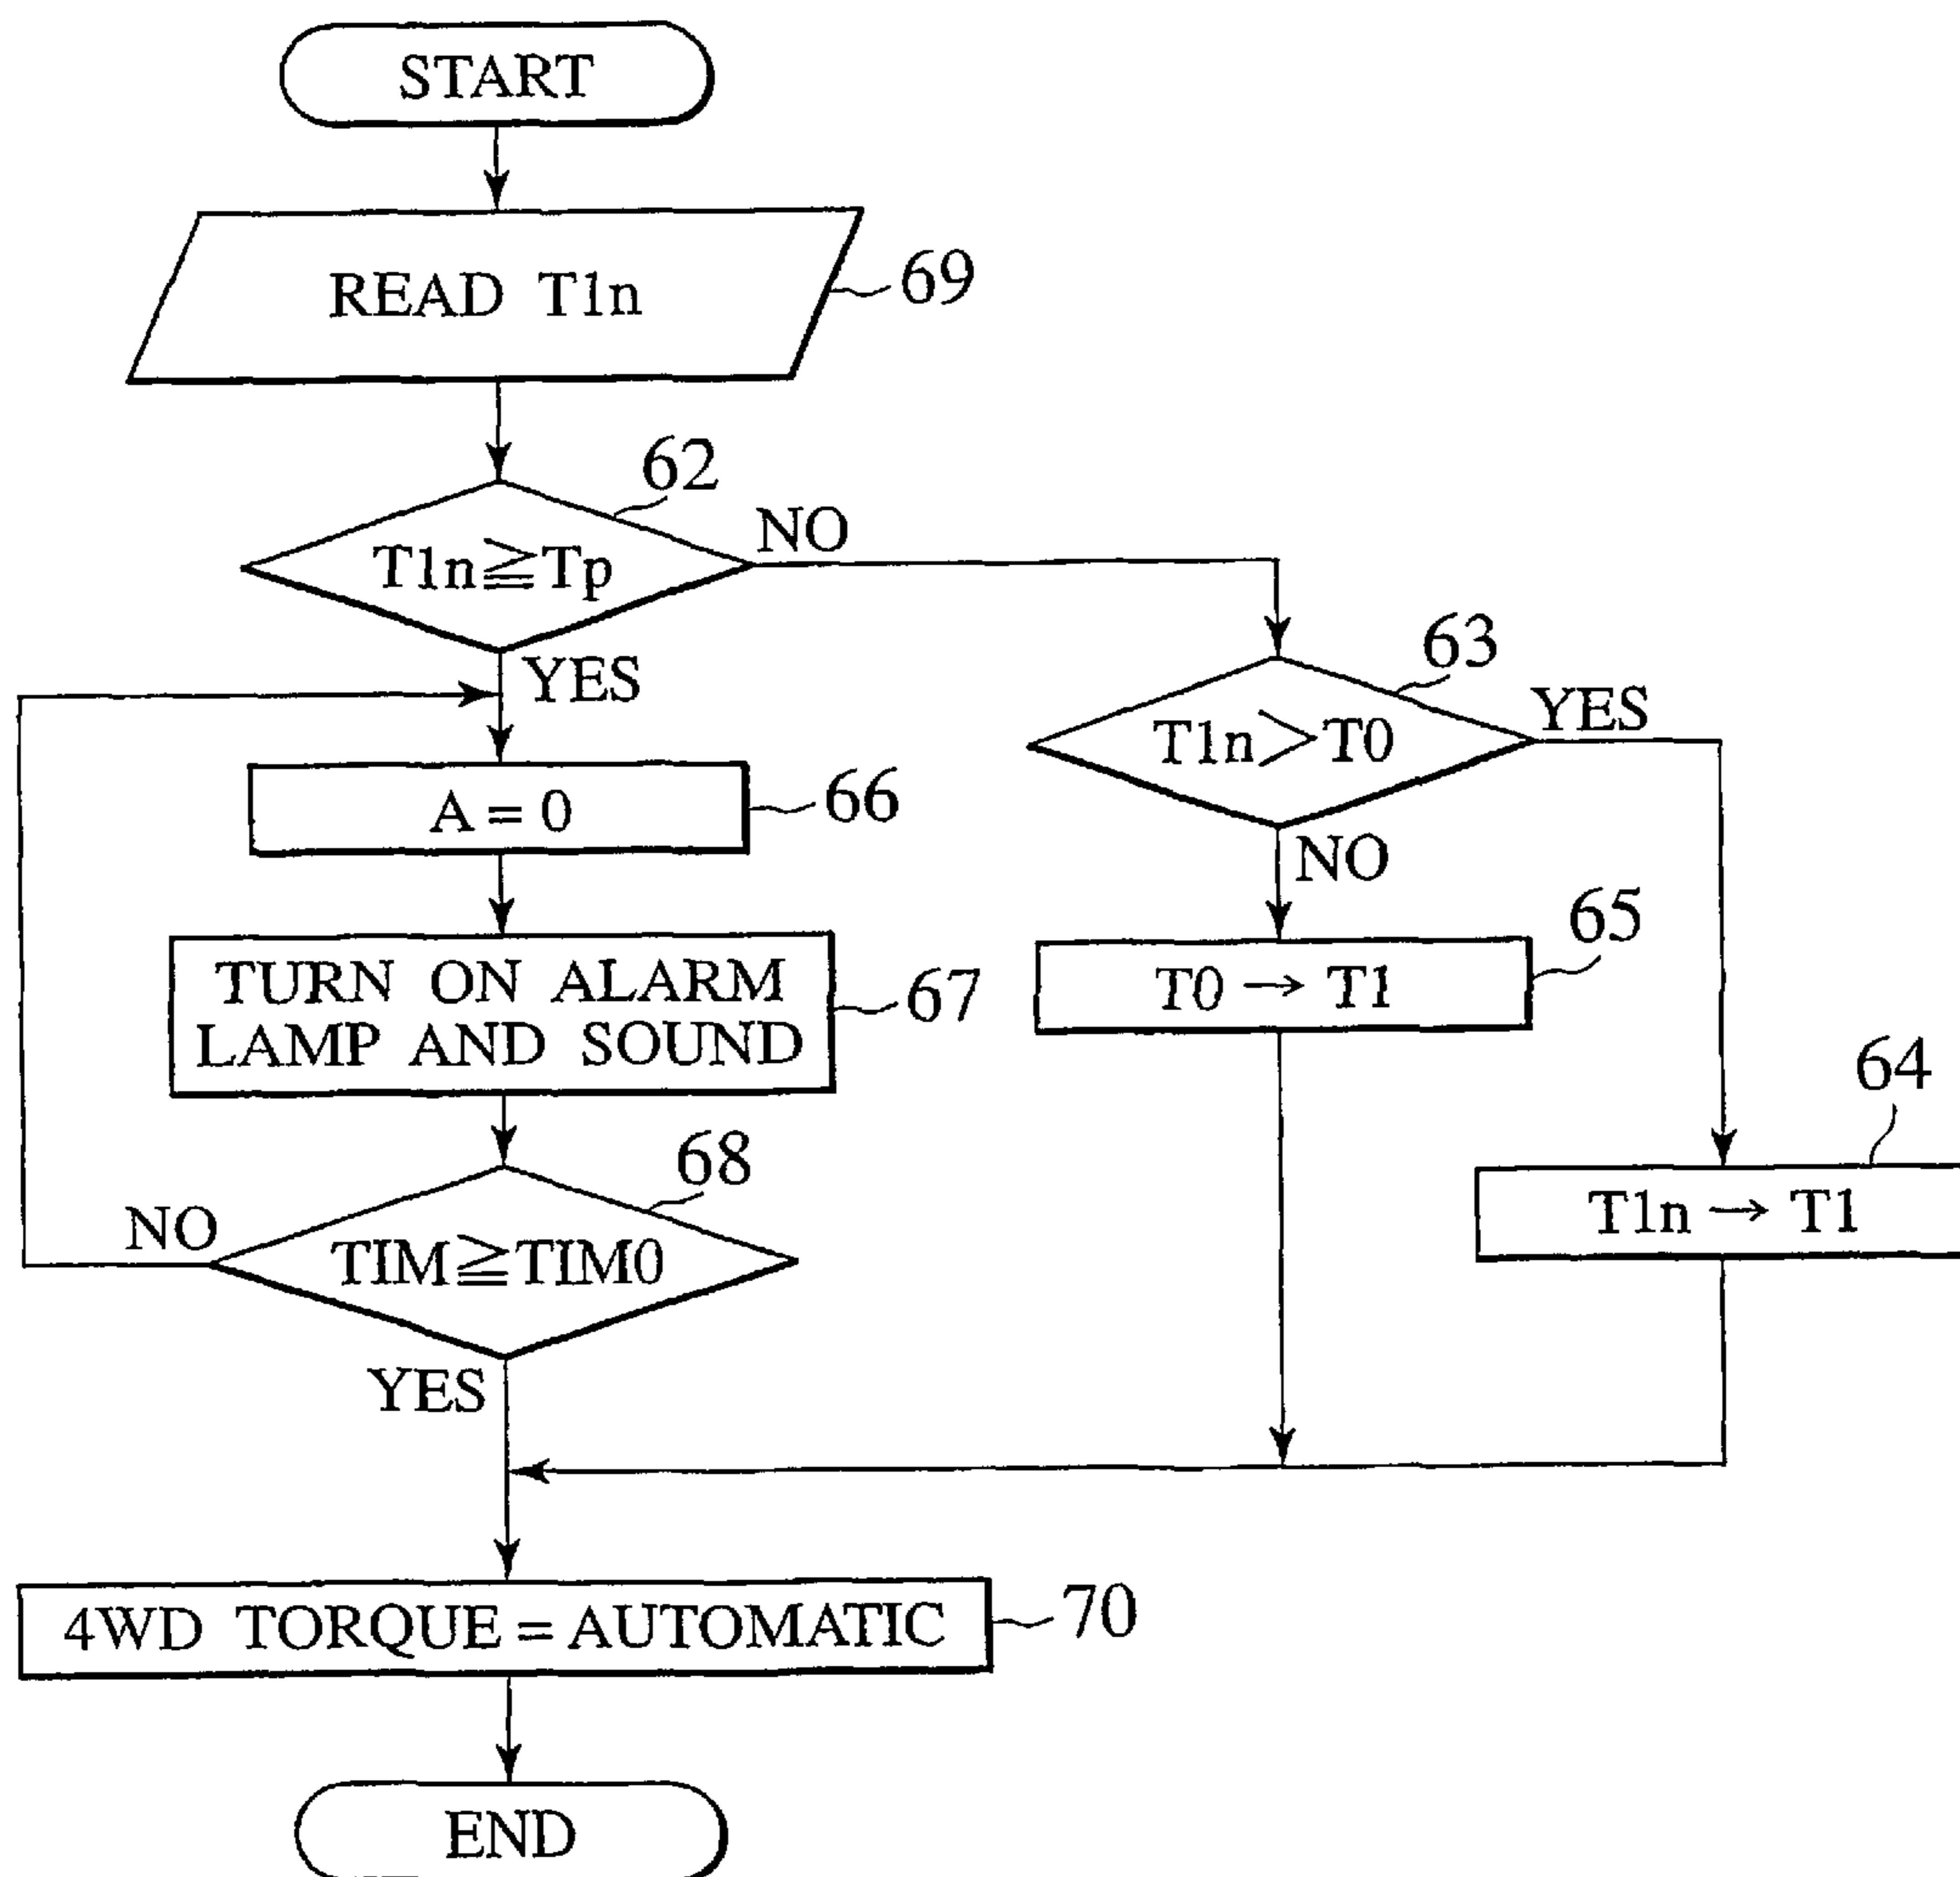 START
READ T1n
69
62
T1n≧Tp
NO
YES
63
T1n>T0
YES
NO
A = 0
66
TURN ON ALARM
LAMP AND SOUND
67
T0 → T1
65
64
T1n → T1
68
TIM≧TIM0
NO
YES
4WD TORQUE = AUTOMATIC
70
END